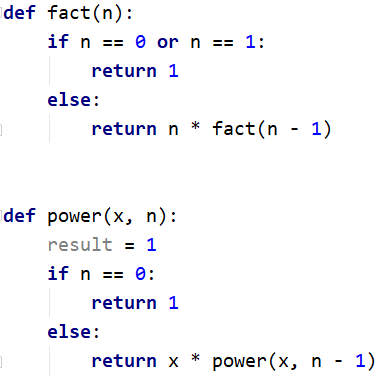 def fact(n):
    if n == 0 or n == 1:
        return 1
    else:
        return n * fact(n - 1)
def power(x, n):
    result = 1
    if n == 0:
        return 1
    else:
        return x * power(x, n - 1)